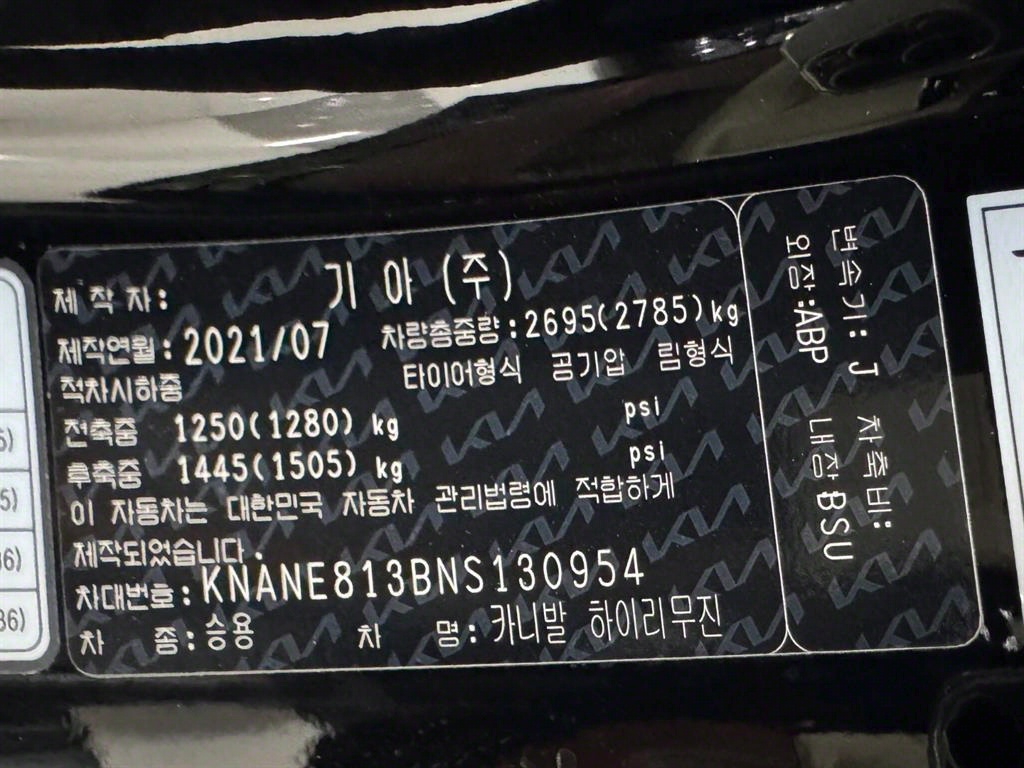 제 작 자: 기 아 (주)
제작연월: 2021/07 차량총중량: 2695(2785)kg
적차시하중 타이어형식 공기압 림형식
전축중 1250(1280) kg psi
후축중 1445(1505) kg psi
이 자동차는 대한민국 자동차 관리법령에 적합하게
제작되었습니다.
차대번호: KNANE813BNS130954
차 종: 승용 차 명: 카니발 하이리무진
변속기: J 차축비:
외장:ABP 내장BSU